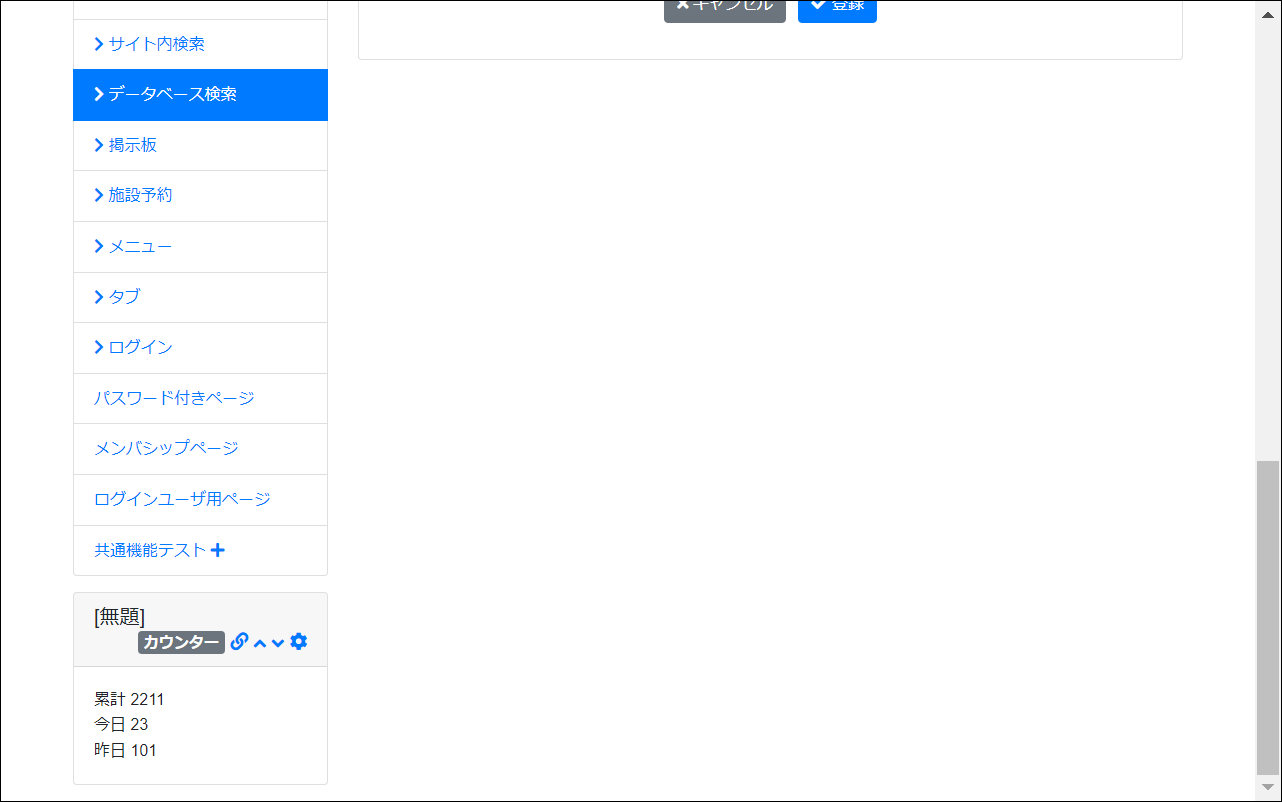 キャンセル
登録
サイト内検索
データベース検索
掲示板
施設予約
メニュー
タブ
ログイン
パスワード付きページ
メンバシップページ
ログインユーザ用ページ
共通機能テスト
[無題]
カウンター
累計 2211
今日 23
昨日 101